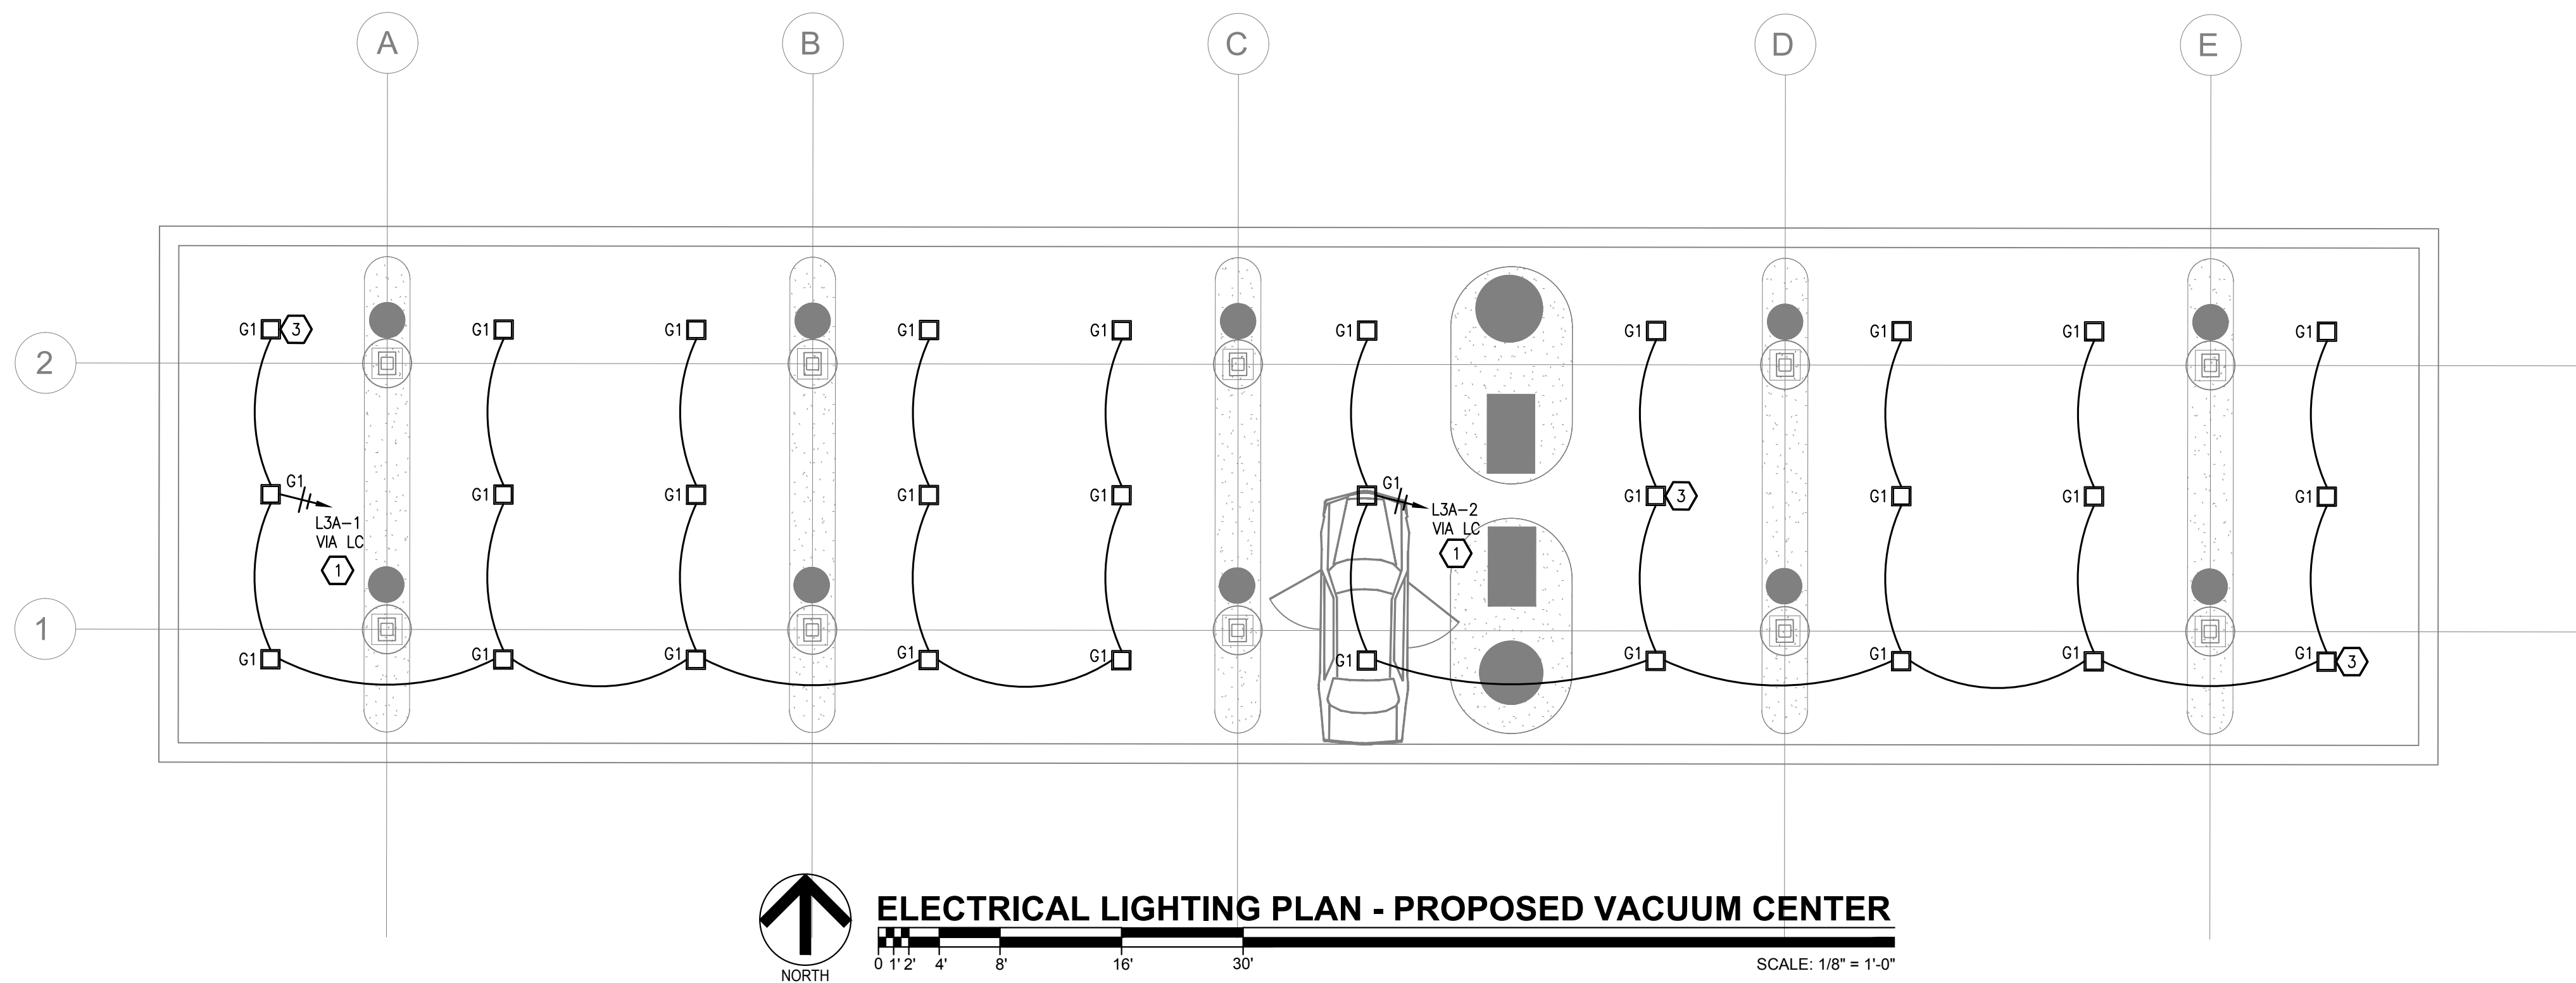 A B C D E
2
G1 3 G1 G1 G1 G1 G1 G1 G1 G1 G1
G1 G1 G1 G1 G1 G1 G1 3 G1 G1 G1
L3A-1
VIA LC
1
L3A-2
VIA LC
1
1
G1 G1 G1 G1 G1 G1 G1 G1 G1 G1 3
NORTH
ELECTRICAL LIGHTING PLAN - PROPOSED VACUUM CENTER
0 1' 2' 4' 8' 16' 30'
SCALE: 1/8" = 1'-0"